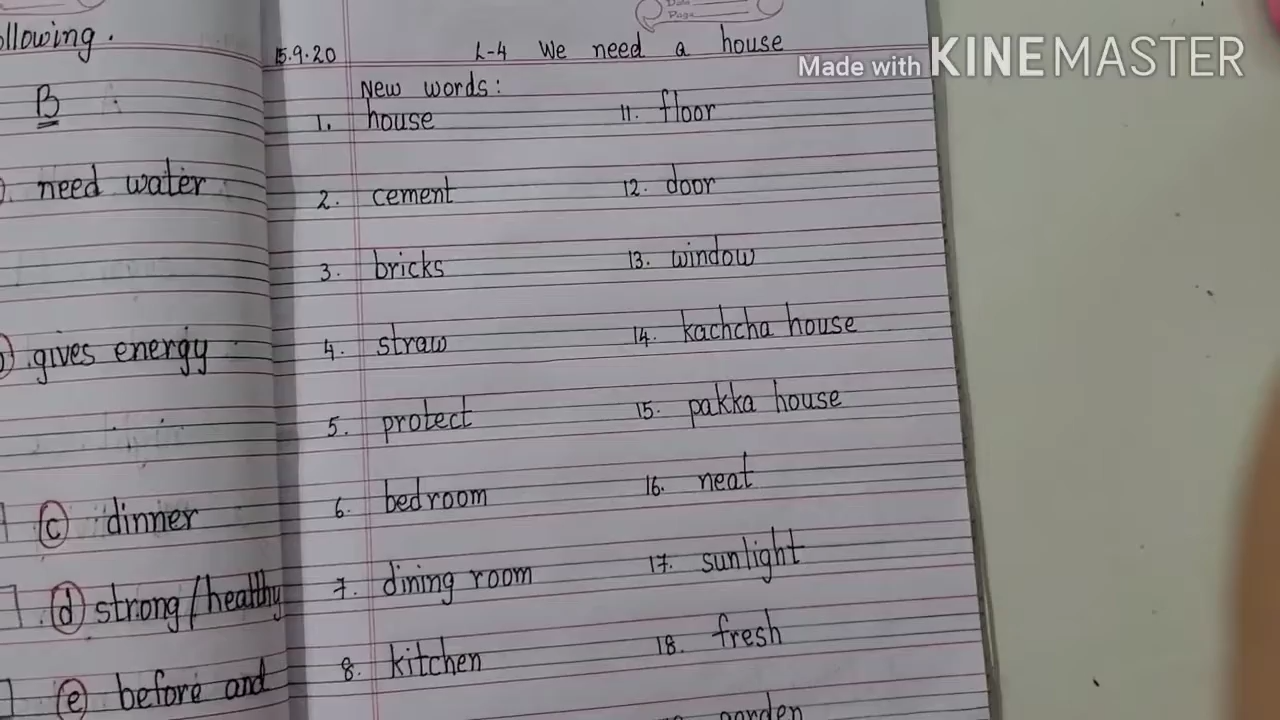 ollowing.
B
need water
gives energy
c dinner
d strong/healthy
e before and
Date
Page
15.9.20 L-4 We need a house
New words:
1. house
2. cement
3. bricks
4. straw
5. protect
6. bedroom
7. dining room
8. kitchen
11. floor
12. door
13. window
14. kachcha house
15. pakka house
16. neat
17. sunlight
18. fresh
garden
Made with KINEMASTER